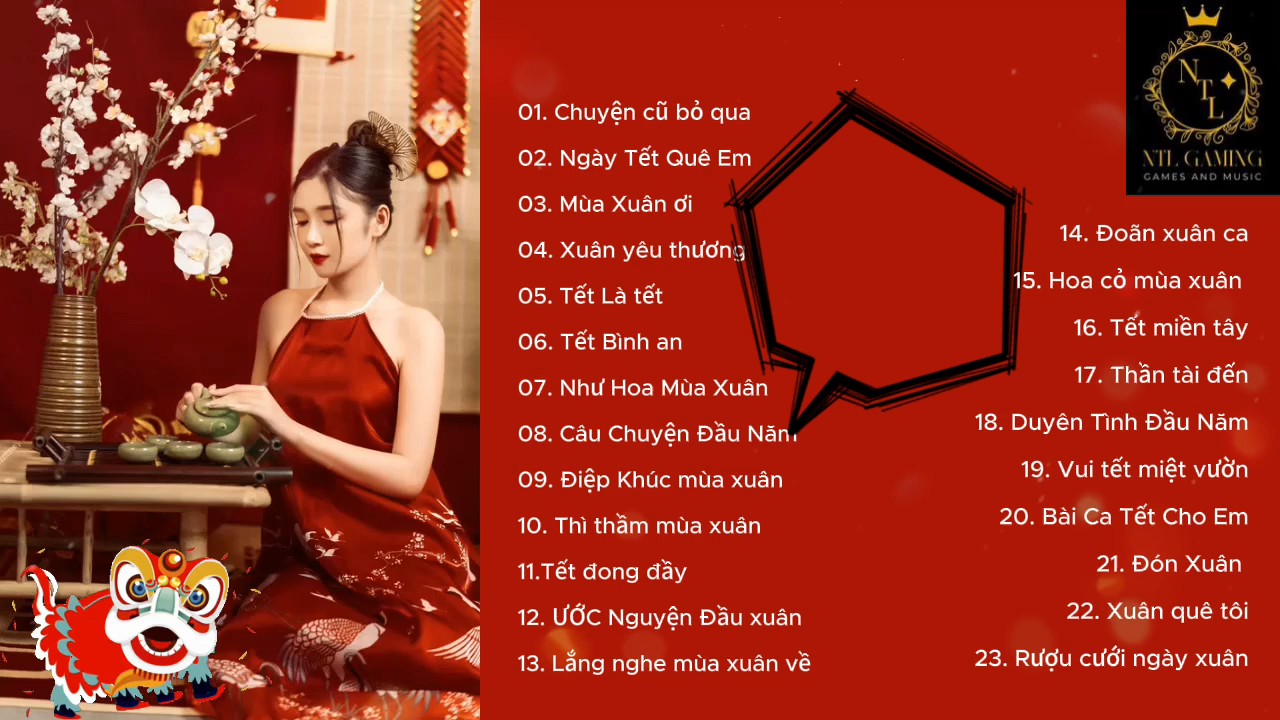 01. Chuyện cũ bỏ qua
02. Ngày Tết Quê Em
03. Mùa Xuân ơi
04. Xuân yêu thương
05. Tết Là tết
06. Tết Bình an
07. Như Hoa Mùa Xuân
08. Câu Chuyện Đầu Năm
09. Điệp Khúc mùa xuân
10. Thì thầm mùa xuân
11.Tết đong đầy
12. ƯỚC Nguyện Đầu xuân
13. Lắng nghe mùa xuân về
NTL
NTL GAMING
GAMES AND MUSIC
14. Đoãn xuân ca
15. Hoa cỏ mùa xuân
16. Tết miền tây
17. Thần tài đến
18. Duyên Tình Đầu Năm
19. Vui tết miệt vườn
20. Bài Ca Tết Cho Em
21. Đón Xuân
22. Xuân quê tôi
23. Rượu cưới ngày xuân